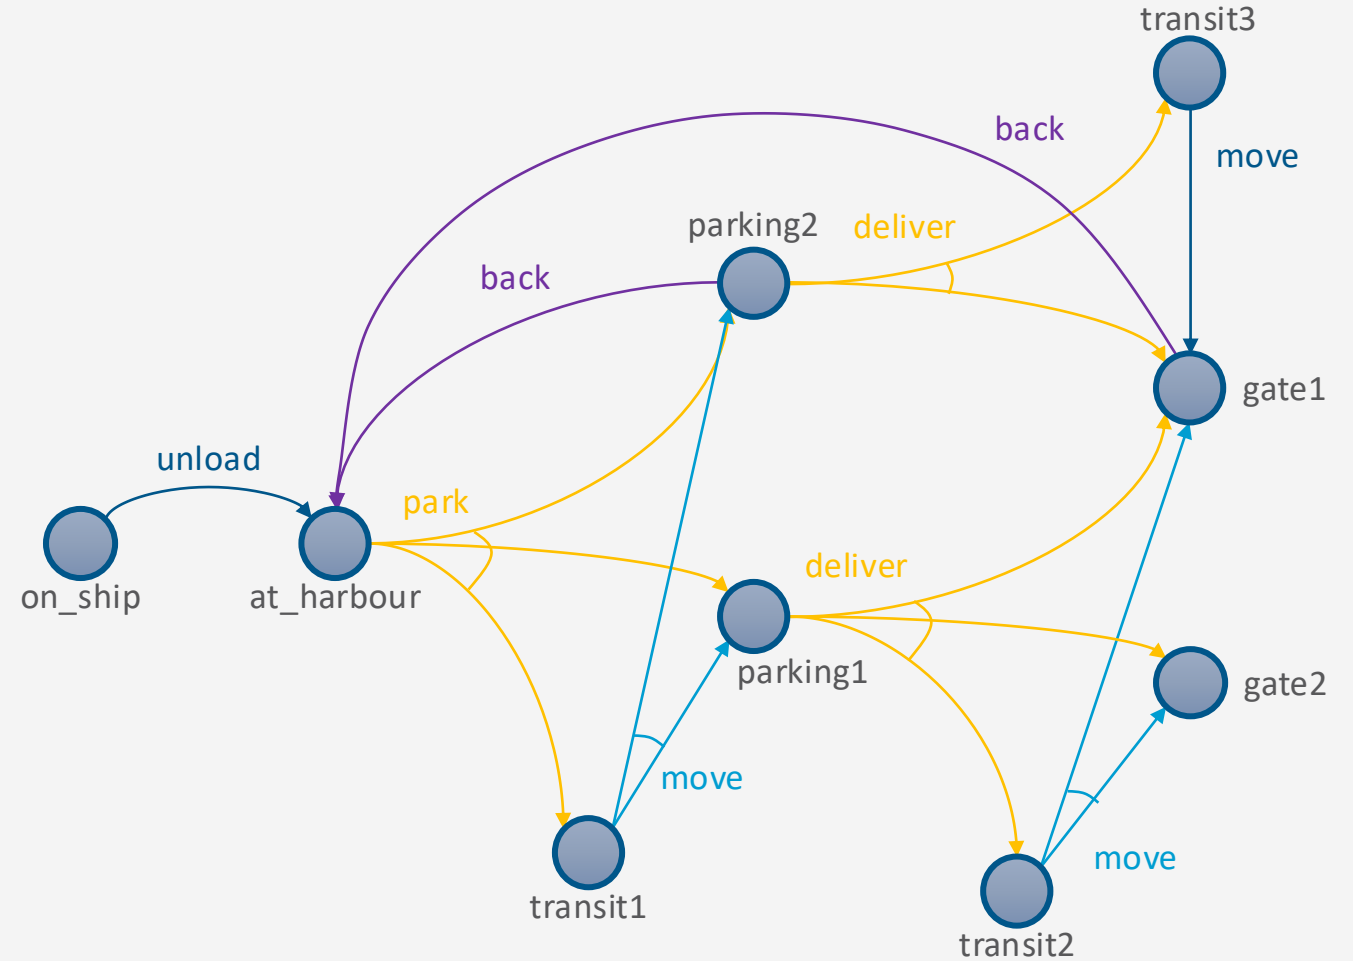 transit3
back
move
parking2
deliver
back
gate1
unload
park
deliver
on_ship
at_harbour
parking1
gate2
move
move
transit1
transit2